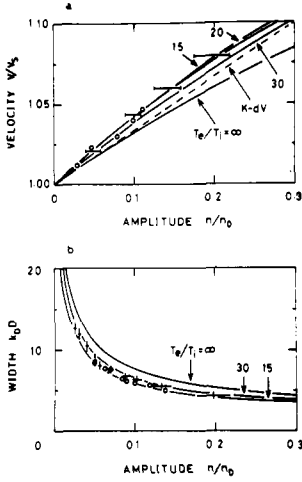 a
1.10
20
15
30
K-dV
Te/Ti=∞
1.05
1.00
VELOCITY V/Vs
0 0.1 0.2 0.3
AMPLITUDE n/n0
b
20
10
0
WIDTH kD D
Te/Ti=∞
30 15
0 0.1 0.2 0.3
AMPLITUDE n/n0